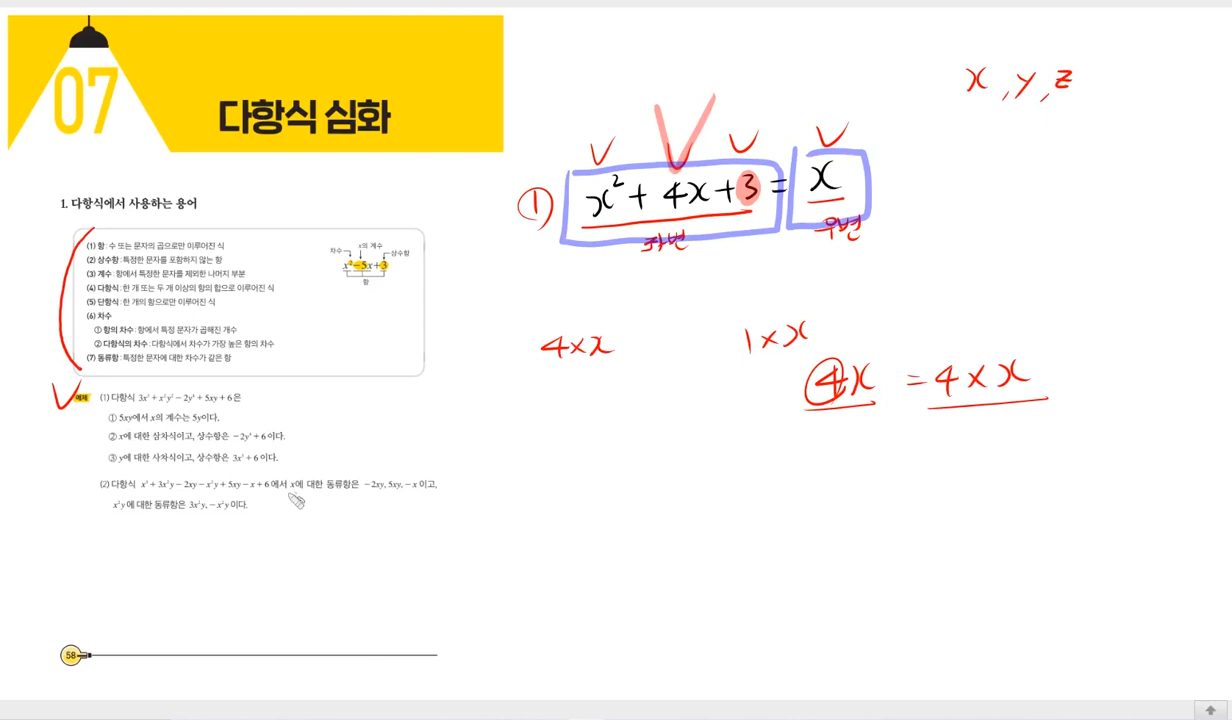 07
다항식 심화
1. 다항식에서 사용하는 용어
(1) 항 : 수 또는 문자의 곱으로만 이루어진 식
(2) 상수항 : 특정한 문자를 포함하지 않는 항
(3) 계수 : 항에서 특정한 문자를 제외한 나머지 부분
(4) 다항식 : 한 개 또는 두 개 이상의 항의 합으로 이루어진 식
(5) 단항식 : 한 개의 항으로만 이루어진 식
(6) 차수
① 항의 차수 : 항에서 특정 문자가 곱해진 개수
② 다항식의 차수 : 다항식에서 차수가 가장 높은 항의 차수
(7) 동류항 : 특정한 문자에 대한 차수가 같은 항
차수 x의 계수 상수항
x²-5x+3
항
예제 (1) 다항식 3x³+x²y²-2y⁴+5xy+6은
① 5xy에서 x의 계수는 5y이다.
② x에 대한 삼차식이고, 상수항은 -2y⁴+6이다.
③ y에 대한 사차식이고, 상수항은 3x³+6이다.
(2) 다항식 x³+3x²y-2xy-x²y+5xy-x+6에서 x에 대한 동류항은 -2xy, 5xy, -x이고,
x²y에 대한 동류항은 3x²y, -x²y이다.
58
x, y, z
① x²+4x+3=x
좌변 우변
4×x 1×x
4x=4×x